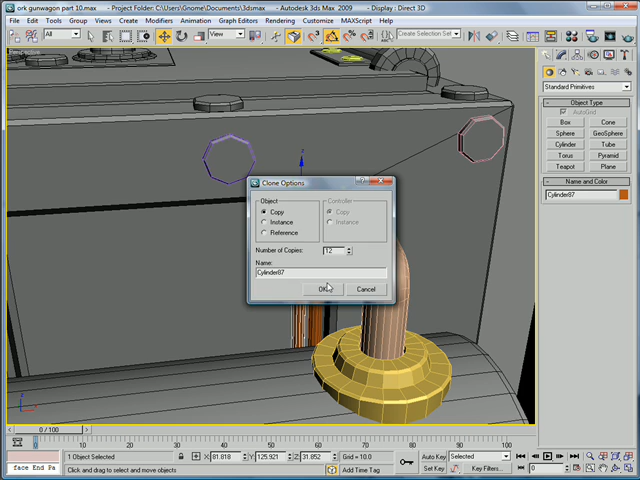 ork gunwagon part 10.max - Project Folder: C:\Users\Gnome\Documents\3dsmax - Autodesk 3ds Max 2009 - Display : Direct 3D
File Edit Tools Group Views Create Modifiers Animation Graph Editors Rendering Customize MAXScript Help
All View Create Selection Set
Perspective
Standard Primitives
Object Type
AutoGrid
Box Cone
Sphere GeoSphere
Cylinder Tube
Torus Pyramid
Teapot Plane
Name and Color
Cylinder87
Clone Options
Object Controller
Copy Copy
Instance Instance
Reference
Number of Copies: 12
Name:
Cylinder87
OK Cancel
0 / 100
0 10 20 30 40 50 60 70 80 90 100
1 Object Selected X: 81.818 Y: 125.921 Z: 31.852 Grid = 10.0 Auto Key Selected
face End Pa Click and drag to select and move objects Add Time Tag Set Key Key Filters... 0